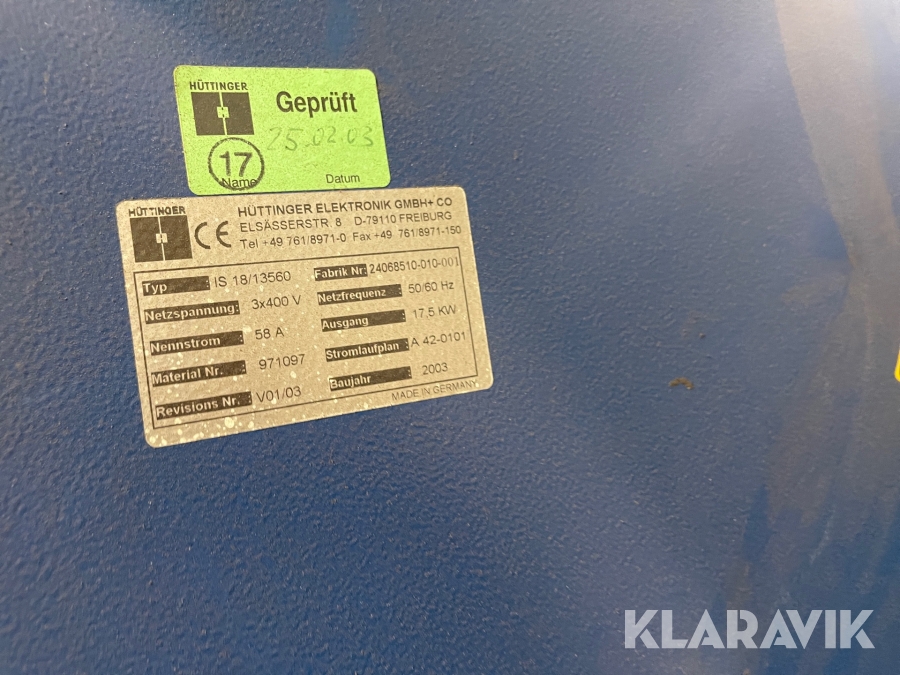 HÜTTINGER
Geprüft
25.02.03
17
Name Datum
HÜTTINGER
CE
HÜTTINGER ELEKTRONIK GMBH+ CO
ELSÄSSERSTR. 8 D-79110 FREIBURG
Tel +49 761/8971-0 Fax +49 761/8971-150
Typ : IS 18/13560 Fabrik Nr: 24068510-010-001
Netzspannung: 3x400 V Netzfrequenz : 50/60 Hz
Nennstrom : 58 A Ausgang : 17.5 KW
Material Nr. : 971097 Stromlaufplan : A 42-0101
Revisions Nr. : V01/03 Baujahr : 2003
MADE IN GERMANY
KLARAVIK